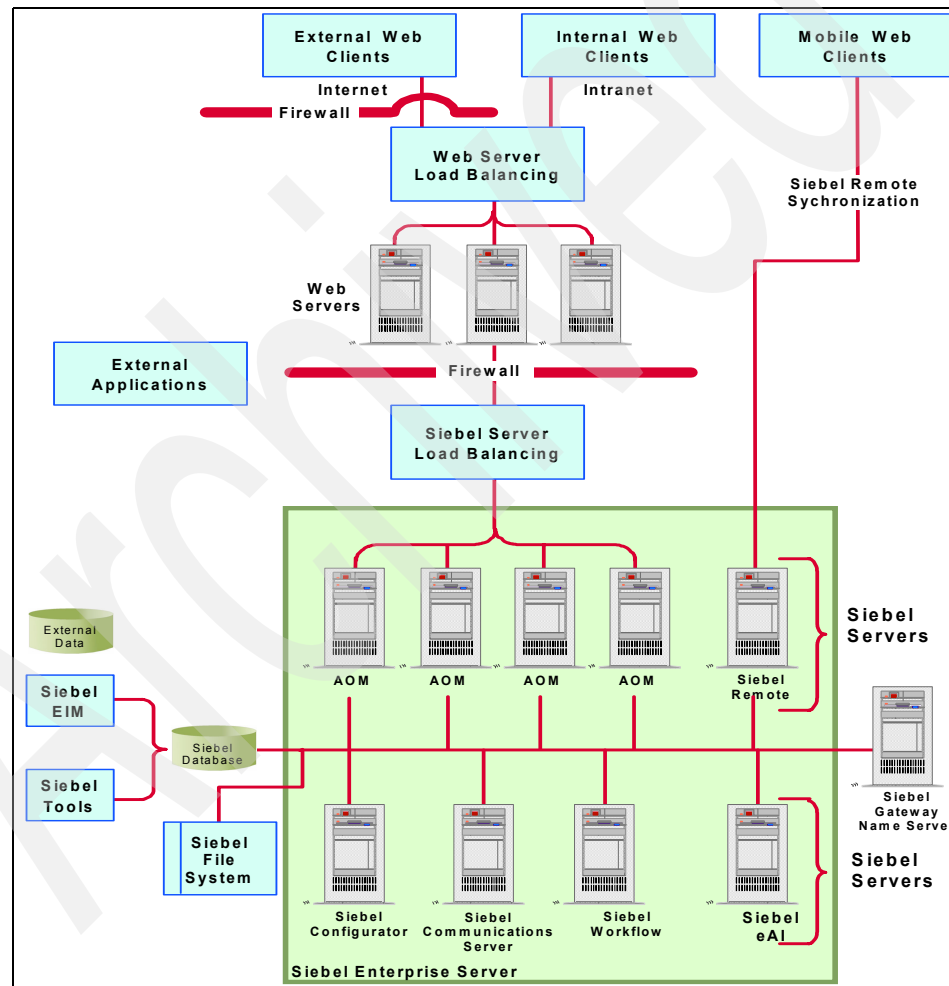 External Web
Clients
Internal Web
Clients
Mobile Web
Clients
Internet
Intranet
Firewall
Web Server
Load Balancing
Siebel Remote
Sychronization
Web
Servers
External
Applications
Firewall
Siebel Server
Load Balancing
AOM
AOM
AOM
AOM
Siebel
Remote
Siebel
Servers
External
Data
Siebel
EIM
Siebel
Database
Siebel
Tools
Siebel
File
System
Siebel
Gateway
Name Server
Siebel
Configurator
Siebel
Communications
Server
Siebel
Workflow
Siebel
eAI
Siebel
Servers
Siebel Enterprise Server
Archived